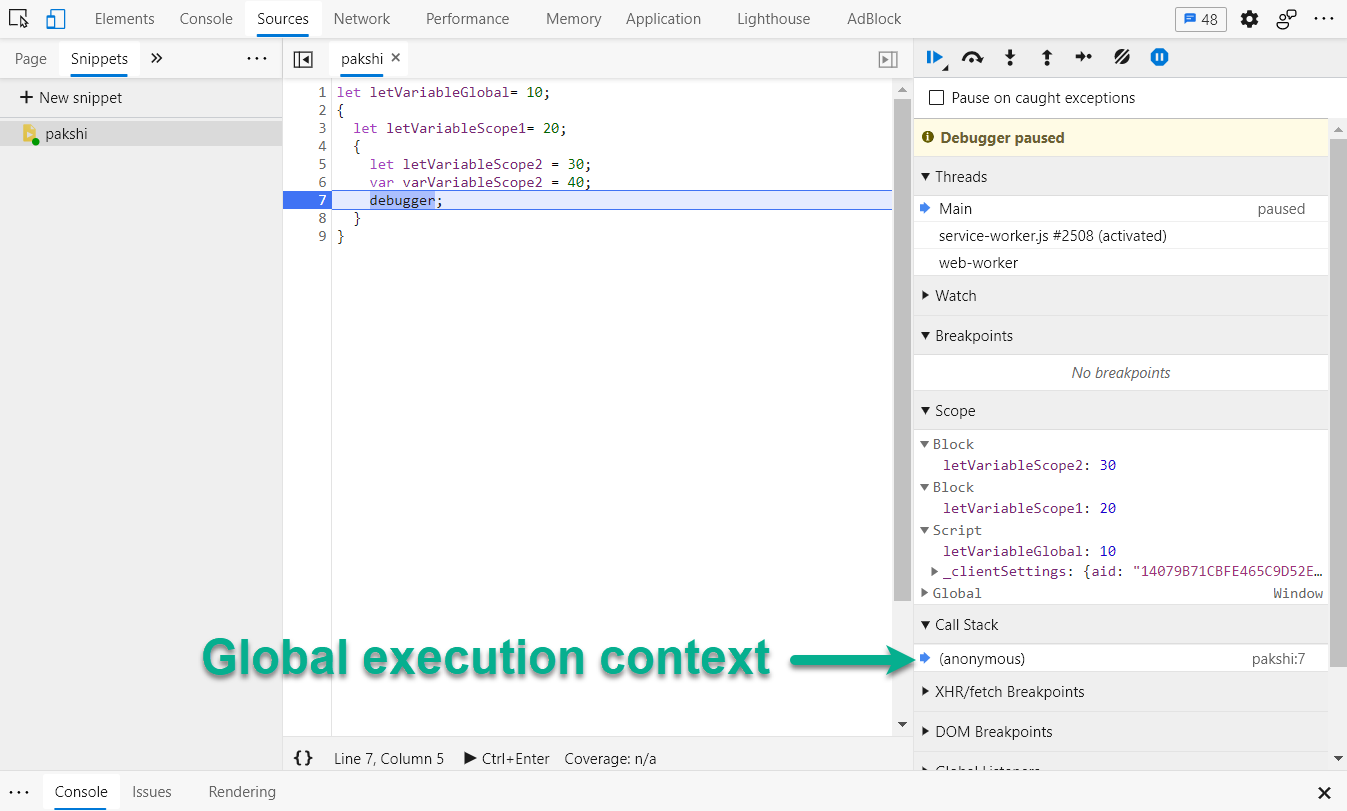 Elements Console Sources Network Performance Memory Application Lighthouse AdBlock 48
Page Snippets
pakshi
New snippet
pakshi
1 let letVariableGlobal= 10;
2 {
3 let letVariableScope1= 20;
4 {
5 let letVariableScope2 = 30;
6 var varVariableScope2 = 40;
7 debugger;
8 }
9 }
Pause on caught exceptions
Debugger paused
Threads
Main paused
service-worker.js #2508 (activated)
web-worker
Watch
Breakpoints
No breakpoints
Scope
Block
letVariableScope2: 30
Block
letVariableScope1: 20
Script
letVariableGlobal: 10
_clientSettings: {aid: "14079B71CBFE465C9D52E…
Global Window
Call Stack
Global execution context
(anonymous) pakshi:7
XHR/fetch Breakpoints
DOM Breakpoints
Global Listeners
{} Line 7, Column 5 Ctrl+Enter Coverage: n/a
Console Issues Rendering